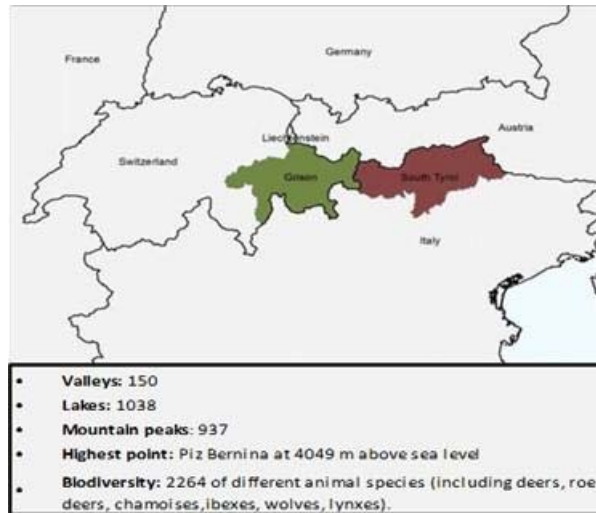 Germany
France
Austria
Liechtenstein
Switzerland
Grison
South Tyrol
Italy
• Valleys: 150
• Lakes: 1038
• Mountain peaks: 937
• Highest point: Piz Bernina at 4049 m above sea level
• Biodiversity: 2264 of different animal species (including deers, roe
deers, chamoises,ibexes, wolves, lynxes).